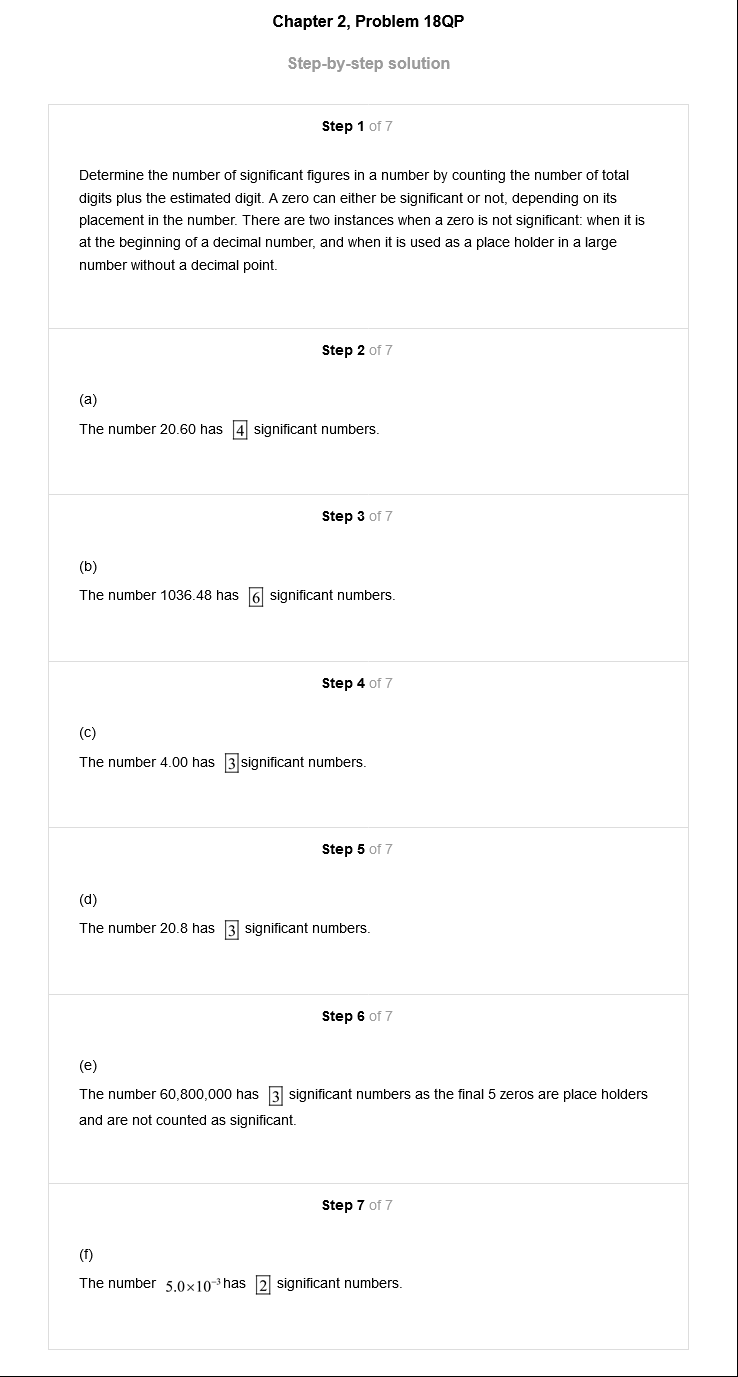 Chapter 2, Problem 18QP
Step-by-step solution
Step 1 of 7
Determine the number of significant figures in a number by counting the number of total
digits plus the estimated digit. A zero can either be significant or not, depending on its
placement in the number. There are two instances when a zero is not significant: when it is
at the beginning of a decimal number, and when it is used as a place holder in a large
number without a decimal point.
Step 2 of 7
(a)
The number 20.60 has 4 significant numbers.
Step 3 of 7
(b)
The number 1036.48 has 6 significant numbers.
Step 4 of 7
(c)
The number 4.00 has 3 significant numbers.
Step 5 of 7
(d)
The number 20.8 has 3 significant numbers.
Step 6 of 7
(e)
The number 60,800,000 has 3 significant numbers as the final 5 zeros are place holders
and are not counted as significant.
Step 7 of 7
(f)
The number 5.0×10⁻³ has 2 significant numbers.